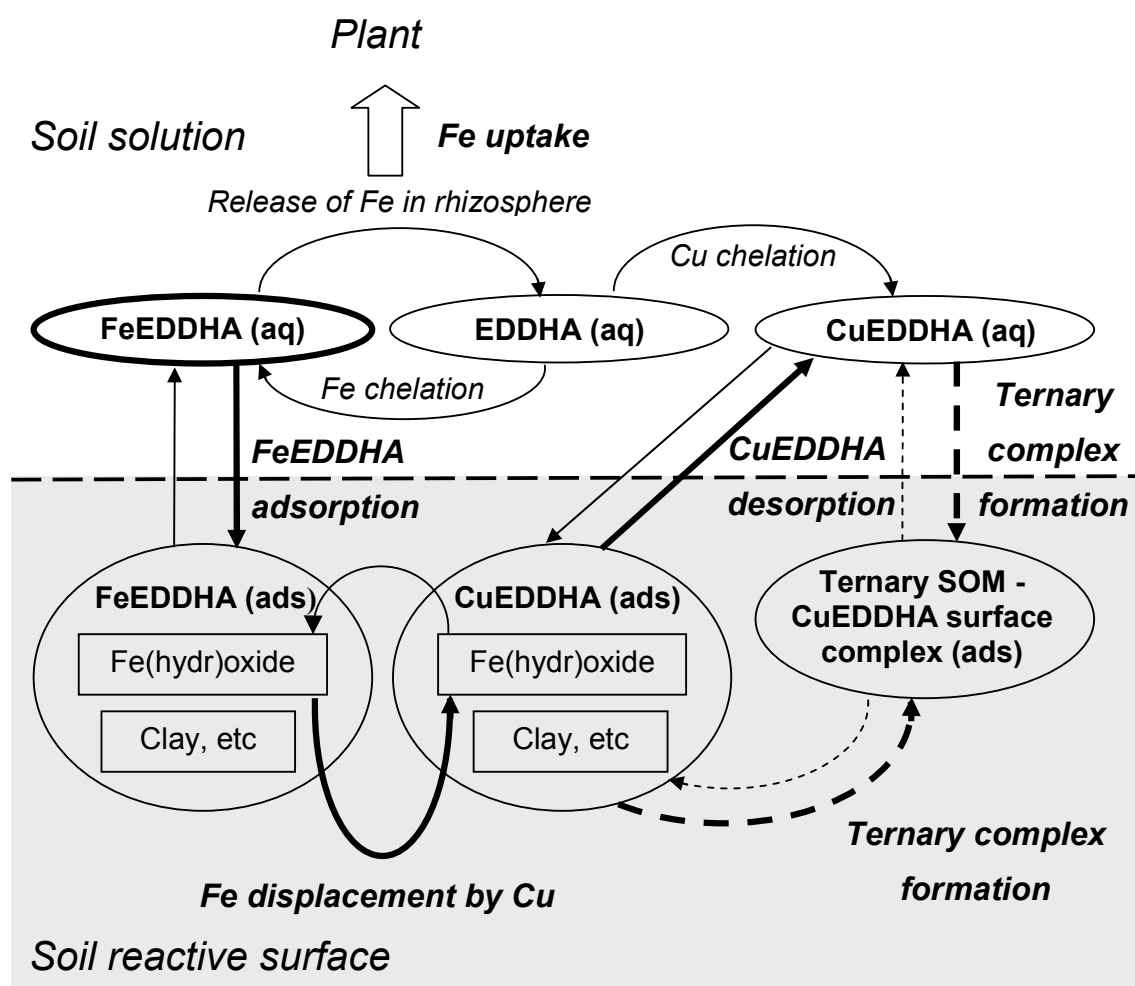 Plant
Soil solution
Fe uptake
Release of Fe in rhizosphere
Cu chelation
FeEDDHA (aq)
EDDHA (aq)
CuEDDHA (aq)
Fe chelation
Ternary
complex
formation
FeEDDHA
adsorption
CuEDDHA
desorption
FeEDDHA (ads)
Fe(hydr)oxide
Clay, etc
CuEDDHA (ads)
Fe(hydr)oxide
Clay, etc
Ternary SOM -
CuEDDHA surface
complex (ads)
Ternary complex
formation
Fe displacement by Cu
Soil reactive surface